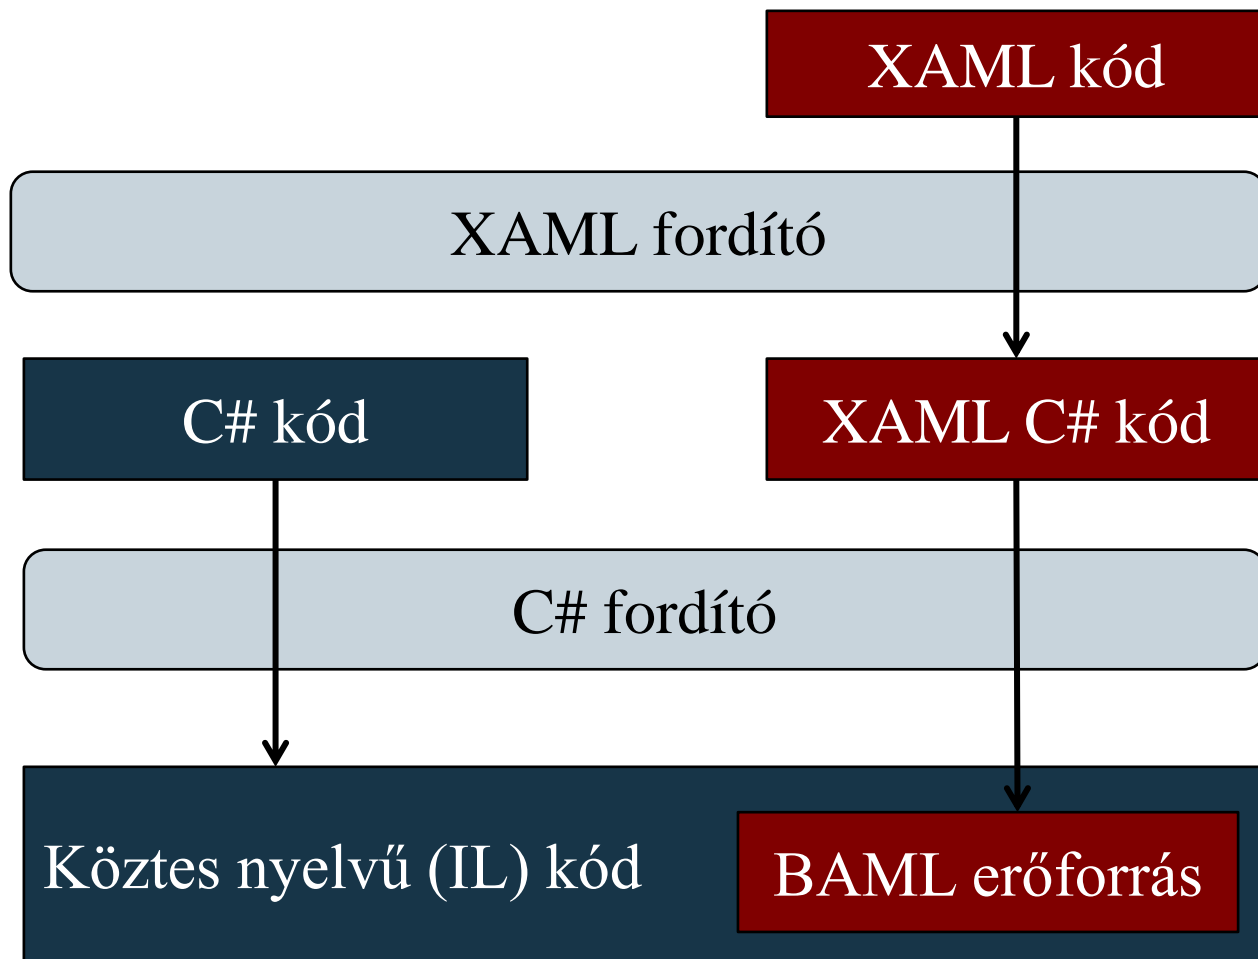 XAML kód
XAML fordító
C# kód
XAML C# kód
C# fordító
Köztes nyelvű (IL) kód
BAML erőforrás